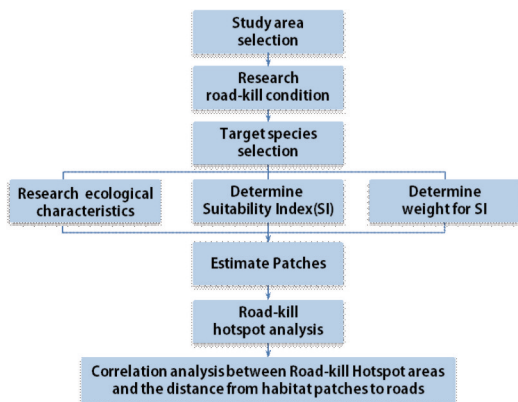 Study area
selection
Research
road-kill condition
Target species
selection
Research ecological
characteristics
Determine
Suitability Index(SI)
Determine
weight for SI
Estimate Patches
Road-kill
hotspot analysis
Correlation analysis between Road-kill Hotspot areas
and the distance from habitat patches to roads